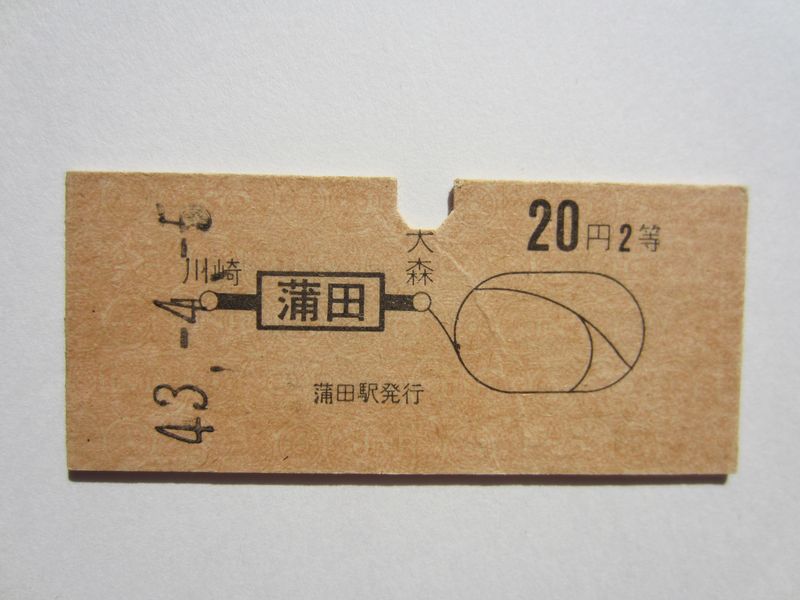 20円2等
川崎
大森
蒲田
蒲田駅発行
43.-4.-5